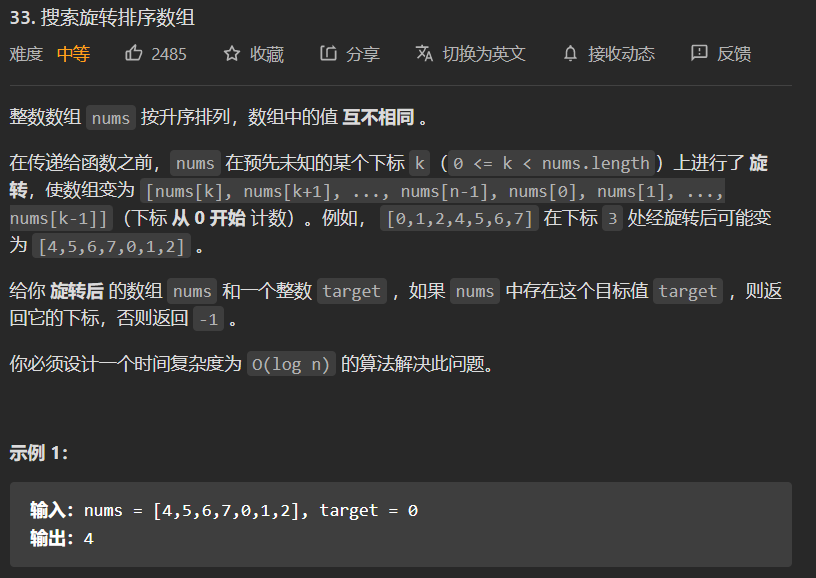 33. 搜索旋转排序数组
难度 中等 2485 收藏 分享 切换为英文 接收动态 反馈
整数数组 nums 按升序排列，数组中的值 互不相同 。
在传递给函数之前，nums 在预先未知的某个下标 k（0 <= k < nums.length）上进行了 旋
转，使数组变为 [nums[k], nums[k+1], ..., nums[n-1], nums[0], nums[1], ...,
nums[k-1]]（下标 从 0 开始 计数）。例如， [0,1,2,4,5,6,7] 在下标 3 处经旋转后可能变
为 [4,5,6,7,0,1,2] 。
给你 旋转后 的数组 nums 和一个整数 target ，如果 nums 中存在这个目标值 target ，则返
回它的下标，否则返回 -1 。
你必须设计一个时间复杂度为 O(log n) 的算法解决此问题。
示例 1：
输入：nums = [4,5,6,7,0,1,2], target = 0
输出：4